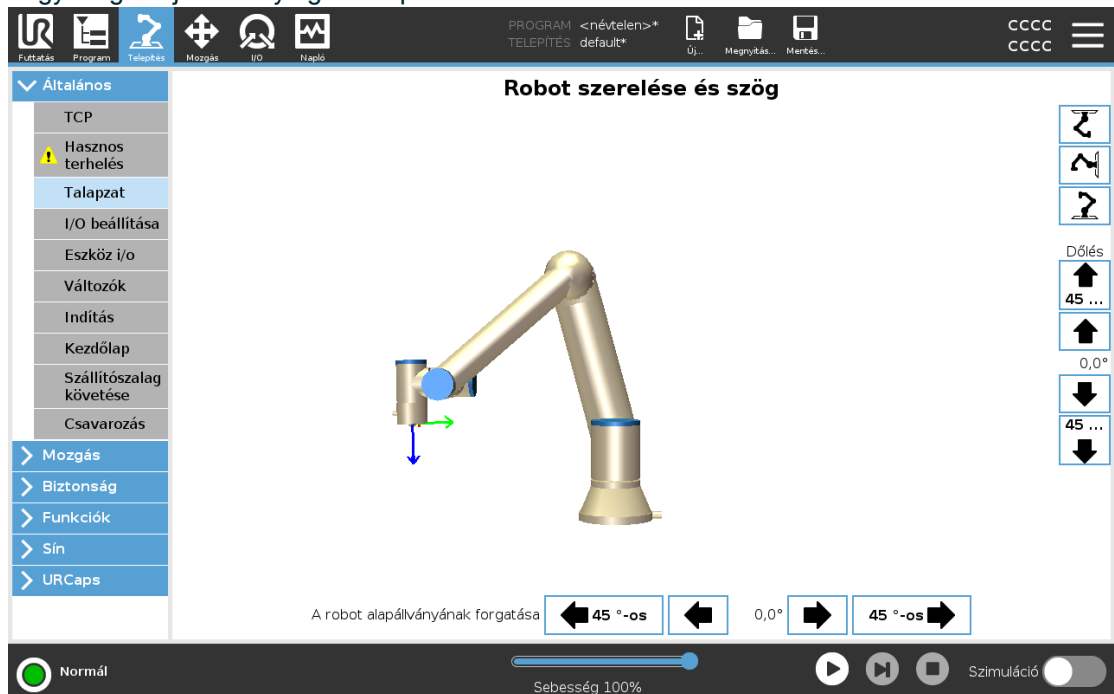 Futtatás Program Telepítés Mozgás I/O Napló
PROGRAM <névtelen>*
TELEPÍTÉS default*
Új... Megnyitás... Mentés...
CCCC
CCCC
Általános
TCP
Hasznos
terhelés
Talapzat
I/O beállítása
Eszköz i/o
Változók
Indítás
Kezdőlap
Szállítószalag
követése
Csavarozás
Mozgás
Biztonság
Funkciók
Sín
URCaps
Robot szerelése és szög
Dőlés
45 ...
0,0°
45 ...
A robot alapállványának forgatása 45 °-os 0,0° 45 °-os
Normál
Sebesség 100%
Szimuláció